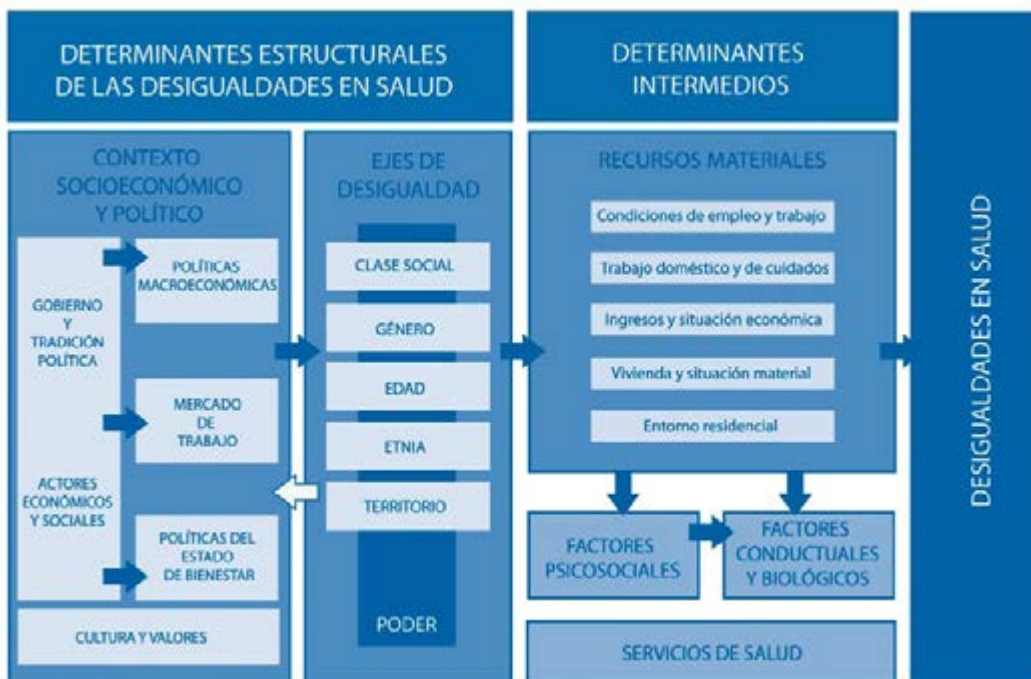 DETERMINANTES ESTRUCTURALES
DE LAS DESIGUALDADES EN SALUD
DETERMINANTES
INTERMEDIOS
CONTEXTO
SOCIOECONÓMICO
Y POLÍTICO
GOBIERNO
Y
TRADICIÓN
POLÍTICA
ACTORES
ECONÓMICOS
Y SOCIALES
POLÍTICAS
MACROECONÓMICAS
MERCADO
DE
TRABAJO
POLÍTICAS DEL
ESTADO
DE BIENESTAR
CULTURA Y VALORES
EJES DE
DESIGUALDAD
CLASE SOCIAL
GÉNERO
EDAD
ETNIA
TERRITORIO
PODER
RECURSOS MATERIALES
Condiciones de empleo y trabajo
Trabajo doméstico y de cuidados
Ingresos y situación económica
Vivienda y situación material
Entorno residencial
FACTORES
PSICOSOCIALES
FACTORES
CONDUCTUALES
Y BIOLÓGICOS
SERVICIOS DE SALUD
DESIGUALDADES EN SALUD